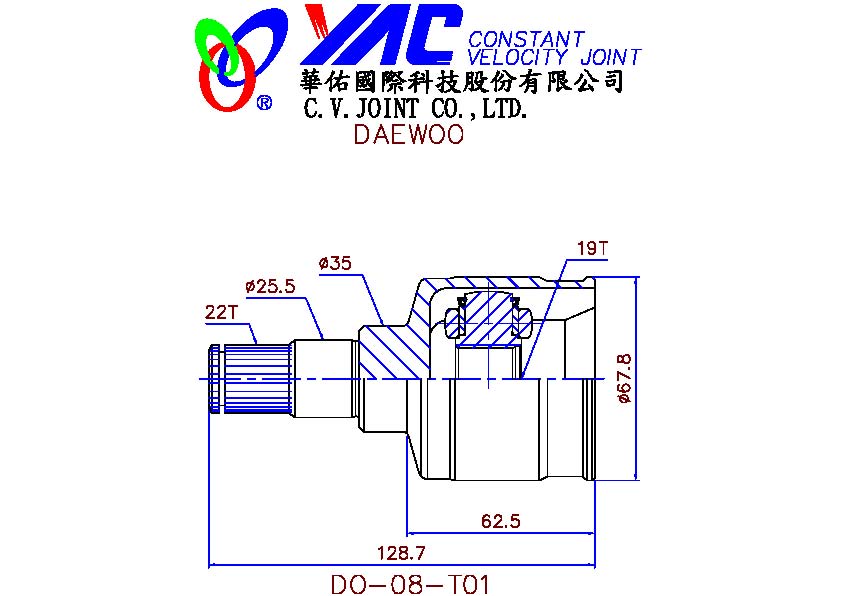 YAC CONSTANT
VELOCITY JOINT
®
華佑國際科技股份有限公司
C.V.JOINT CO.,LTD.
DAEWOO
19T
ø35
ø25.5
22T
ø67.8
62.5
128.7
DO-08-T01